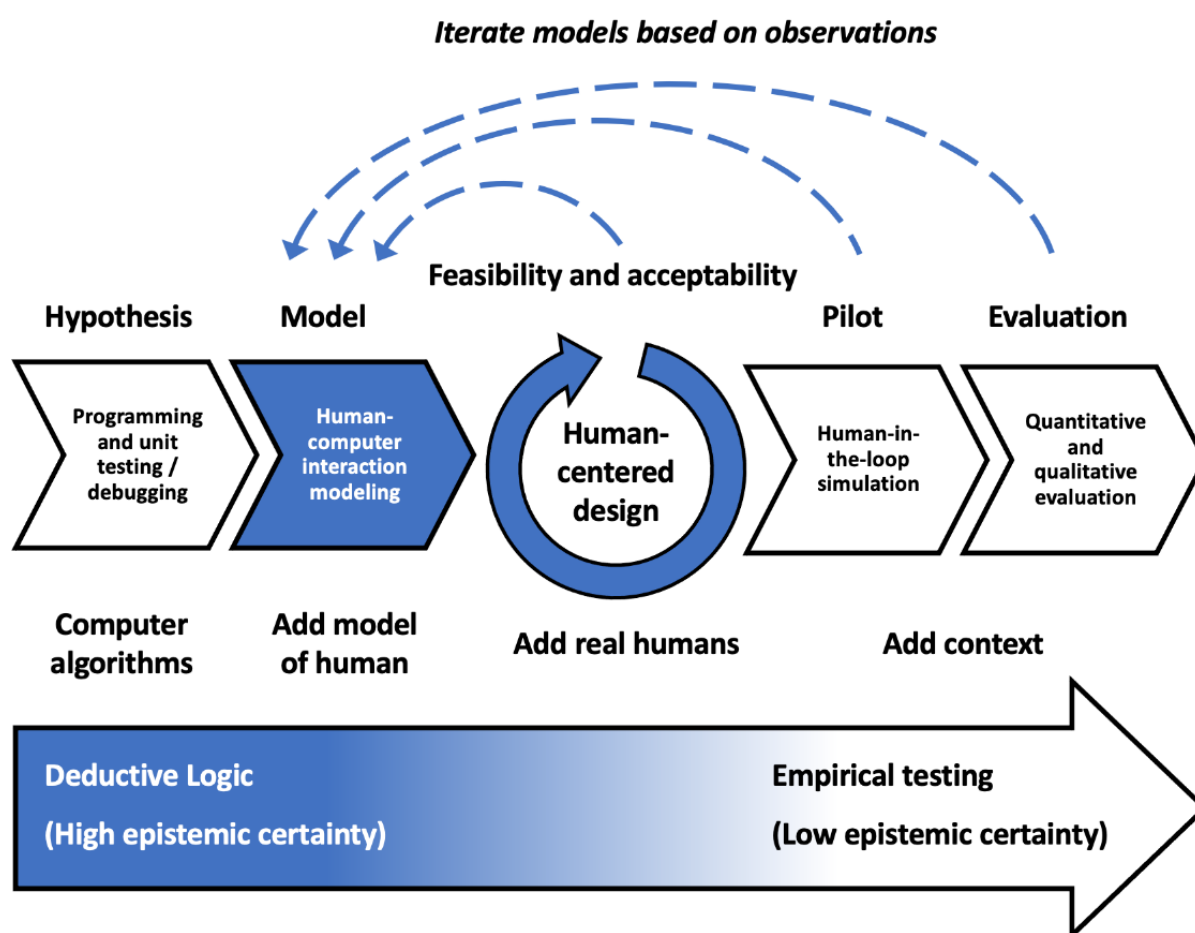 Iterate models based on observations
Feasibility and acceptability
Hypothesis
Model
Pilot
Evaluation
Programming
and unit
testing /
debugging
Human-
computer
interaction
modeling
Human-
centered
design
Human-in-
the-loop
simulation
Quantitative
and
qualitative
evaluation
Computer
algorithms
Add model
of human
Add real humans
Add context
Deductive Logic
(High epistemic certainty)
Empirical testing
(Low epistemic certainty)